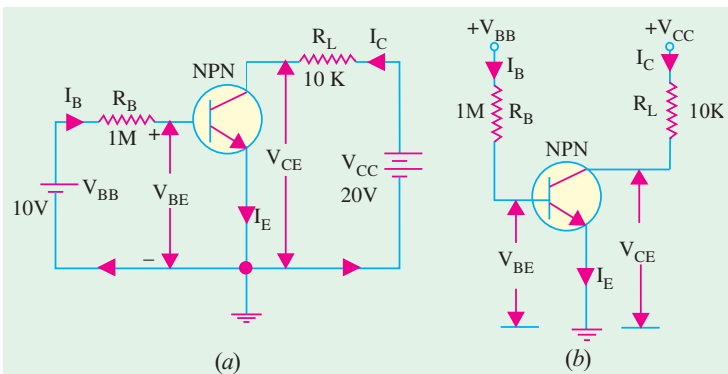 NPN
R_L
10 K
I_C
I_B
R_B
1M
+
V_BB
10V
V_BE
V_CE
V_CC
20V
I_E
–
(a)
+V_BB
I_B
1M
R_B
NPN
+V_CC
I_C
R_L
10K
V_BE
I_E
V_CE
(b)